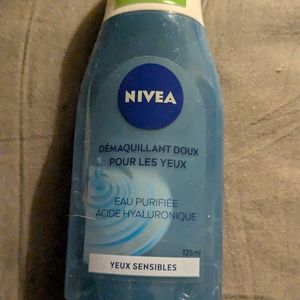 NIVEA
DÉMAQUILLANT DOUX
POUR LES YEUX
EAU PURIFIÉE
ACIDE HYALURONIQUE
125ml
YEUX SENSIBLES